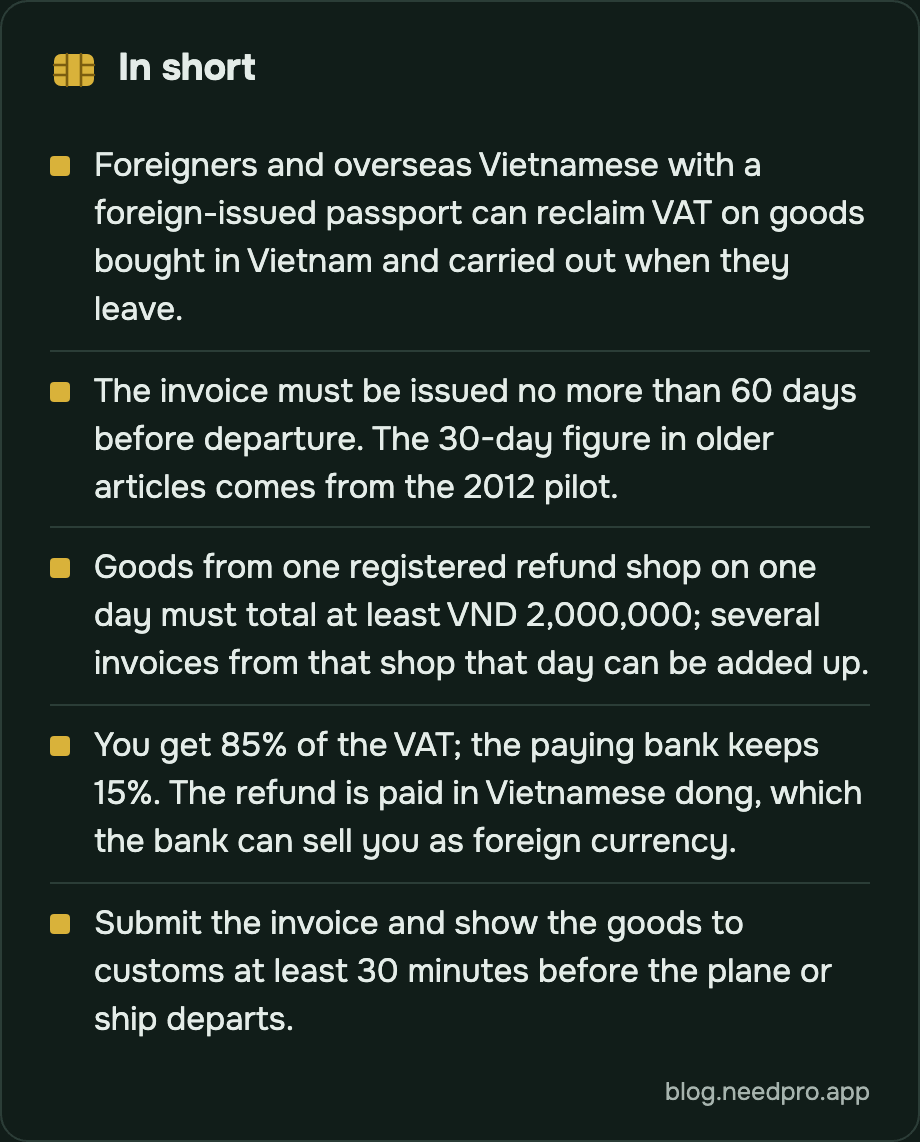 In short
Foreigners and overseas Vietnamese with a
foreign-issued passport can reclaim VAT on goods
bought in Vietnam and carried out when they
leave.
The invoice must be issued no more than 60 days
before departure. The 30-day figure in older
articles comes from the 2012 pilot.
Goods from one registered refund shop on one
day must total at least VND 2,000,000; several
invoices from that shop that day can be added up.
You get 85% of the VAT; the paying bank keeps
15%. The refund is paid in Vietnamese dong, which
the bank can sell you as foreign currency.
Submit the invoice and show the goods to
customs at least 30 minutes before the plane or
ship departs.
blog.needpro.app